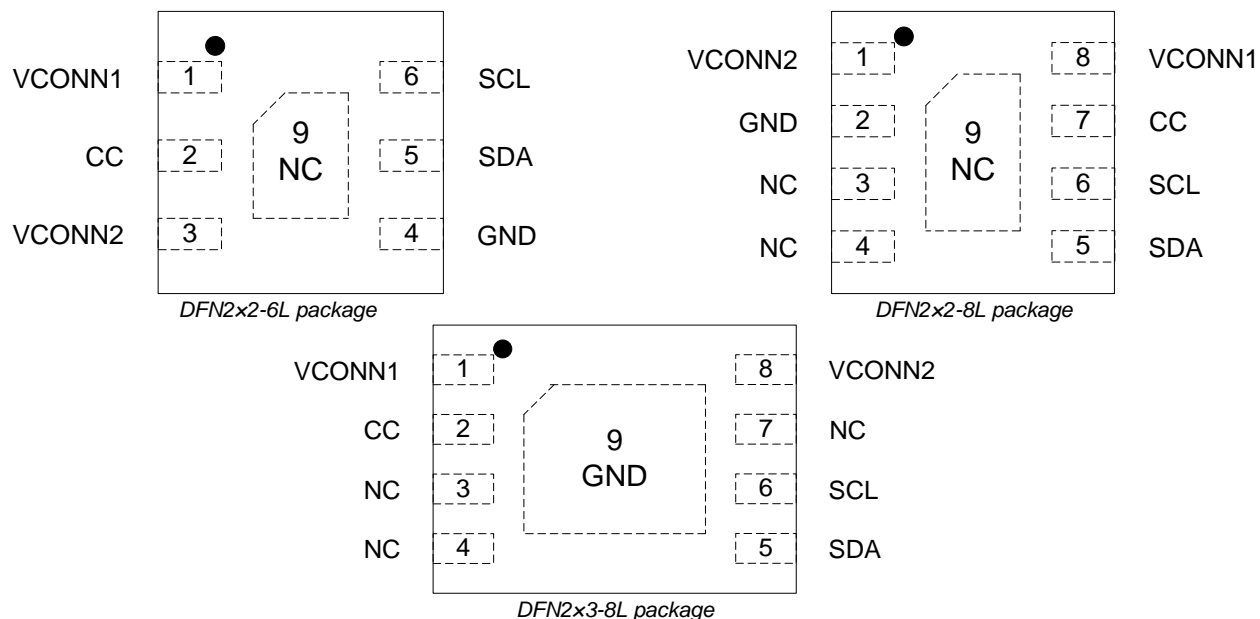 VCONN1 1 6 SCL
CC 2 9 NC 5 SDA
VCONN2 3 4 GND
DFN2×2-6L package
VCONN2 1 8 VCONN1
GND 2 9 7 CC
NC 3 NC 6 SCL
NC 4 5 SDA
DFN2×2-8L package
VCONN1 1 8 VCONN2
CC 2 9 7 NC
NC 3 GND 6 SCL
NC 4 5 SDA
DFN2×3-8L package